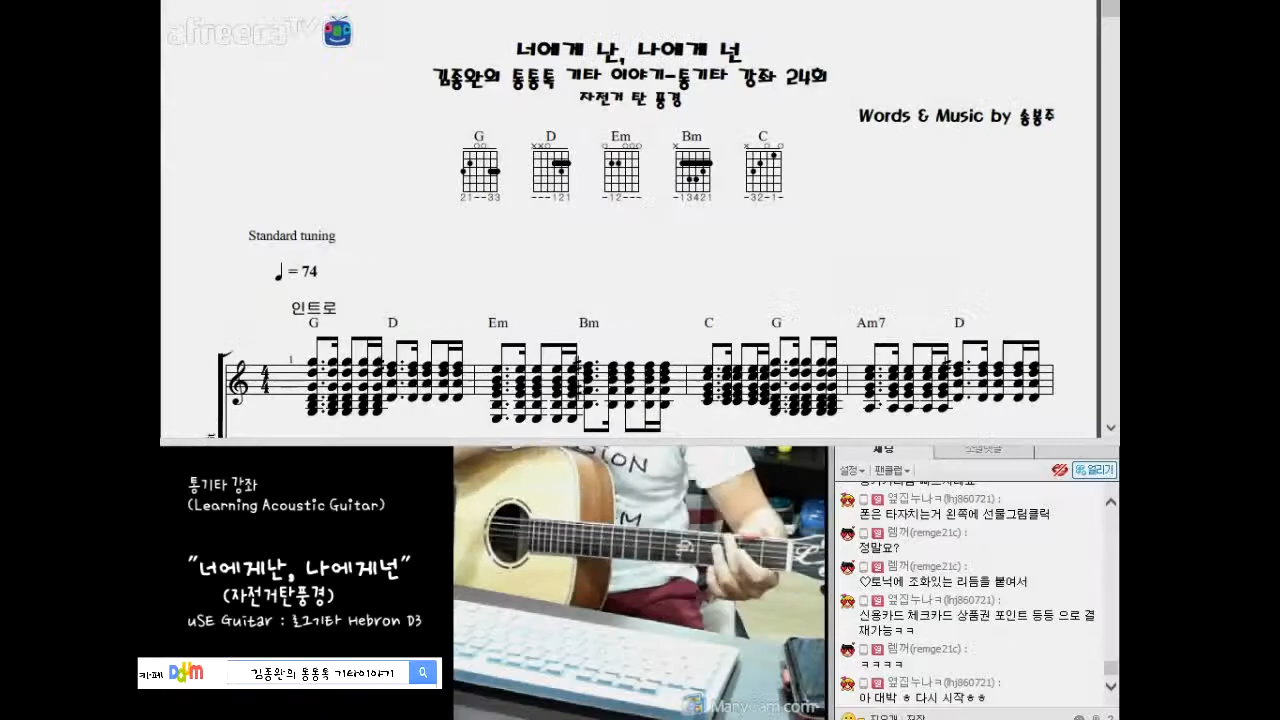 afreecaTV
너에게 난, 나에게 넌
김종완의 통통톡 기타 이야기-통기타 강좌 24회
자전거 탄 풍경
Words & Music by 송봉주
G D Em Bm C
21--33 ---121 -12--- -13421 -32-1-
Standard tuning
= 74
인트로
G D Em Bm C G Am7 D
1
4
4
통기타 강좌
(Learning Acoustic Guitar)
"너에게난, 나에게넌"
(자전거탄풍경)
uSE Guitar : 로그기타 Hebron D3
카페 Daum 김종완의 통통톡 기타이야기
SION
M
ManyCam.com
채팅
설정 팬클럽 얼리기
옆집누나ㅋ(lhj860721) :
폰은 타자치는거 왼쪽에 선물그림클릭
렘꺼(remge21c) :
정말요?
렘꺼(remge21c) :
♡토닉에 조화있는 리듬을 붙여서
옆집누나ㅋ(lhj860721) :
신용카드 체크카드 상품권 포인트 등등 으로 결
재가능ㅋㅋ
렘꺼(remge21c) :
ㅋㅋㅋㅋ
옆집누나ㅋ(lhj860721) :
아 대박 ㅎ 다시 시작ㅎㅎ